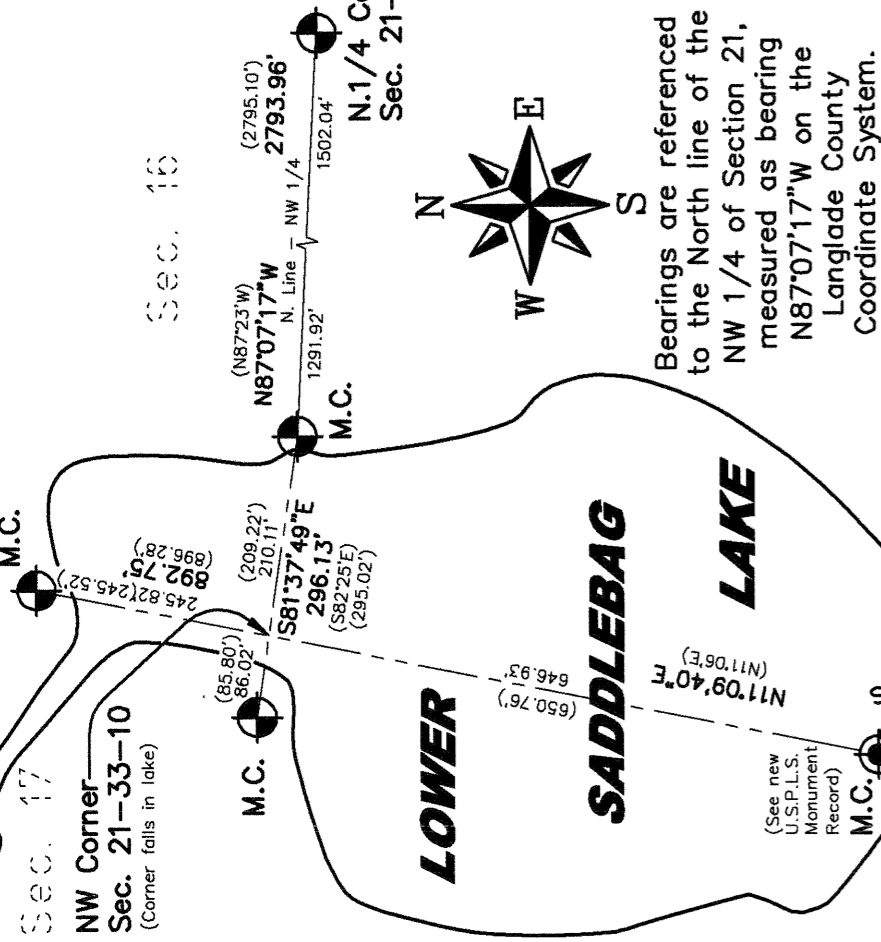 M.C.
Sec. 16
Sec. 17
NW Corner
Sec. 21-33-10
(Corner falls in lake)
(896.28')
892.75'
245.82'(245.52')
(2795.10')
2793.96'
(N87°23'W)
N87°07'17"W
N. Line - NW 1/4
1291.92'
1502.04'
N.1/4 Co
Sec. 21-
M.C.
(209.22')
210.11'
S81°37'49"E
296.13'
(S82°25'E)
(295.02')
(85.80')
86.02'
M.C.
N
W
E
S
Bearings are referenced
to the North line of the
NW 1/4 of Section 21,
measured as bearing
N87°07'17"W on the
Langlade County
Coordinate System.
LOWER
SADDLEBAG
LAKE
646.93'
(650.76')
N11°09'40"E
(N11°06'E)
(See new
U.S.P.L.S.
Monument
Record)
M.C.